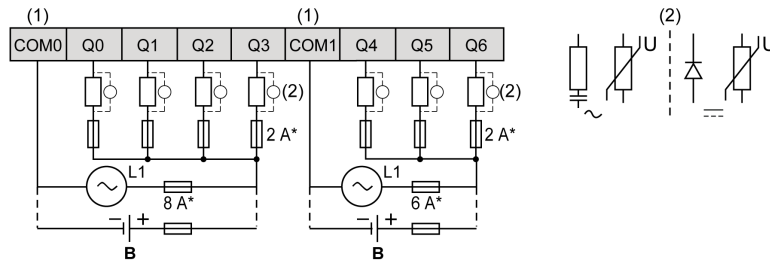 (1) (1) (2)
COM0 Q0 Q1 Q2 Q3 COM1 Q4 Q5 Q6
U U
(2) (2)
2 A* 2 A*
L1 L1
8 A* 6 A*
− + − +
B B